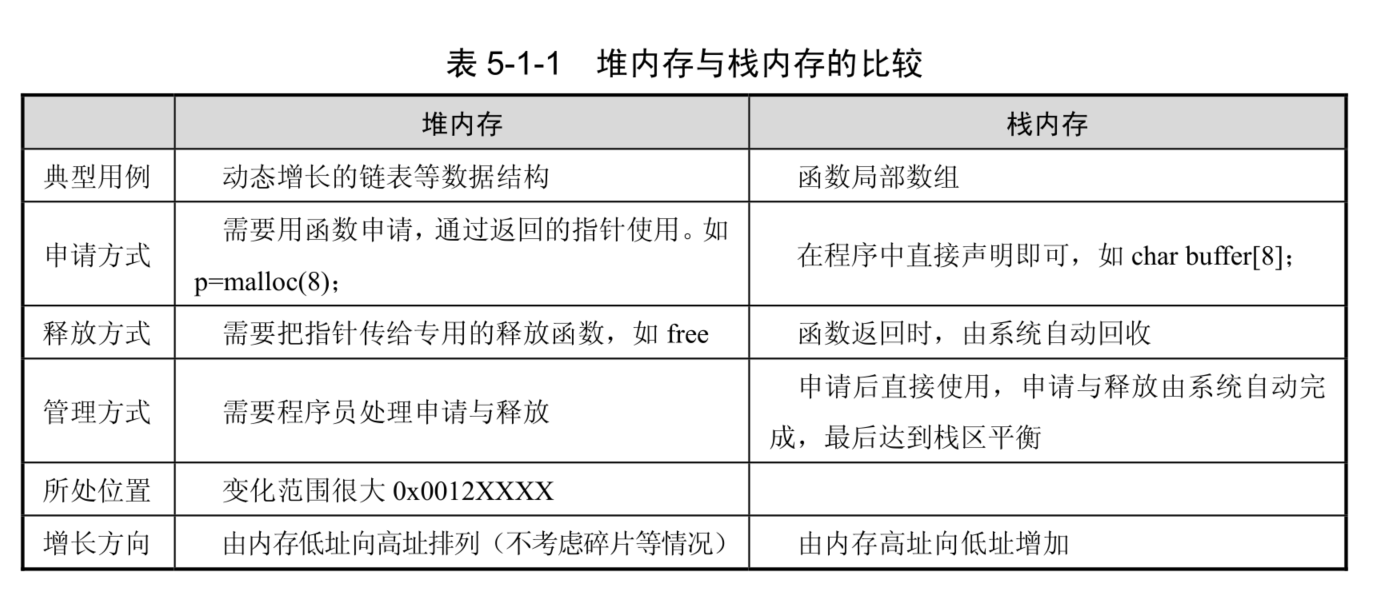 表 5-1-1 堆内存与栈内存的比较
堆内存 栈内存
典型用例 动态增长的链表等数据结构 函数局部数组
申请方式 需要用函数申请，通过返回的指针使用。如
p=malloc(8)；
在程序中直接声明即可，如 char buffer[8]；
释放方式 需要把指针传给专用的释放函数，如 free 函数返回时，由系统自动回收
管理方式 需要程序员处理申请与释放
申请后直接使用，申请与释放由系统自动完
成，最后达到栈区平衡
所处位置 变化范围很大 0x0012XXXX
增长方向 由内存低址向高址排列（不考虑碎片等情况） 由内存高址向低址增加